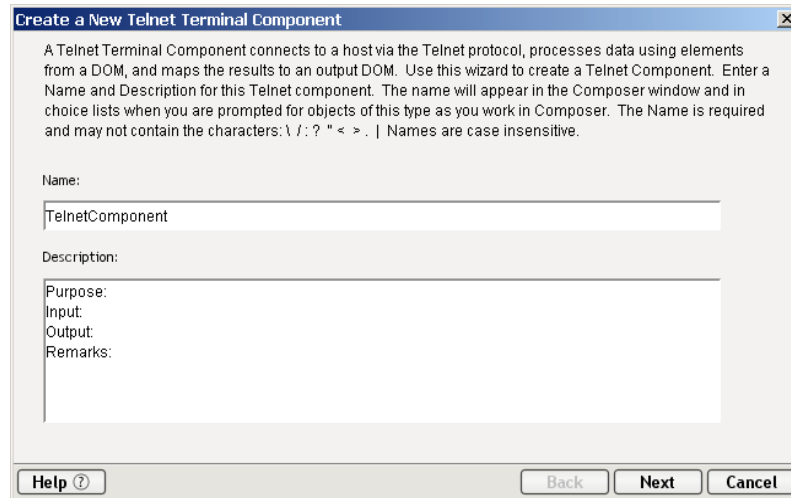 Create a New Telnet Terminal Component
A Telnet Terminal Component connects to a host via the Telnet protocol, processes data using elements
from a DOM, and maps the results to an output DOM. Use this wizard to create a Telnet Component. Enter a
Name and Description for this Telnet component. The name will appear in the Composer window and in
choice lists when you are prompted for objects of this type as you work in Composer. The Name is required
and may not contain the characters: \ / : ? " < > . | Names are case insensitive.
Name:
TelnetComponent
Description:
Purpose:
Input:
Output:
Remarks:
Help ?
Back Next Cancel